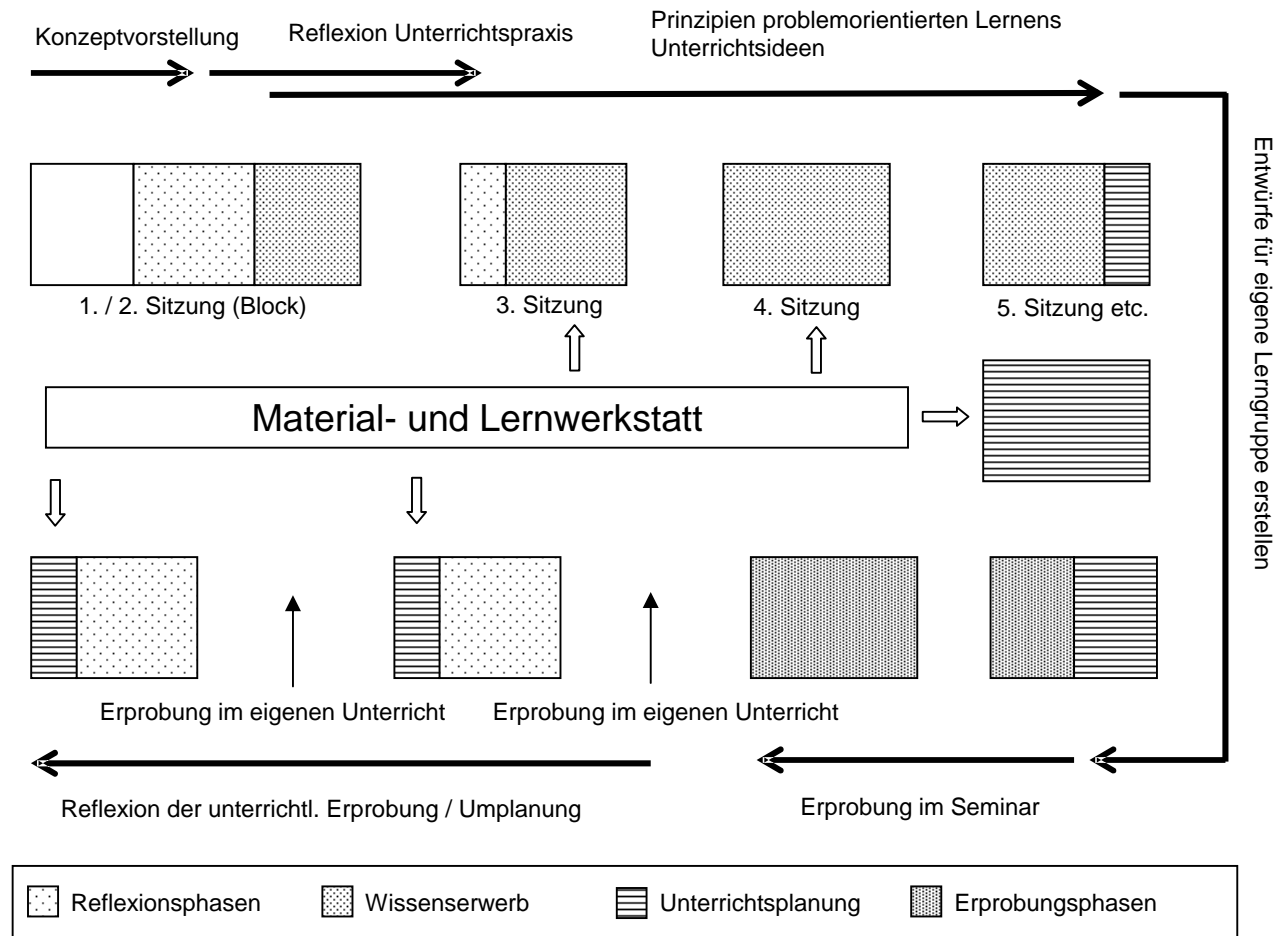 Konzeptvorstellung
Reflexion Unterrichtspraxis
Prinzipien problemorientierten Lernens
Unterrichtsideen
Entwürfe für eigene Lerngruppe erstellen
1. / 2. Sitzung (Block)
3. Sitzung
4. Sitzung
5. Sitzung etc.
Material- und Lernwerkstatt
Erprobung im eigenen Unterricht
Erprobung im eigenen Unterricht
Reflexion der unterrichtl. Erprobung / Umplanung
Erprobung im Seminar
Reflexionsphasen
Wissenserwerb
Unterrichtsplanung
Erprobungsphasen